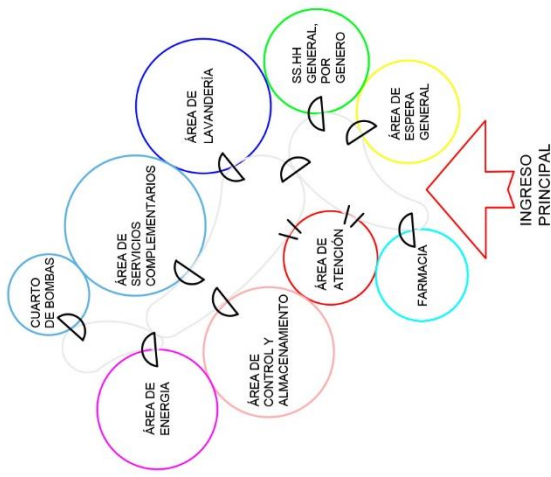 CUARTO
DE BOMBAS
ÁREA DE
SERVICIOS
COMPLEMENTARIOS
ÁREA DE
LAVANDERÍA
SS.HH
GENERAL,
POR
GENERO
ÁREA DE
ESPERA
GENERAL
ÁREA DE
ENERGIA
ÁREA DE
CONTROL Y
ALMACENAMIENTO
ÁREA DE
ATENCIÓN
FARMACIA
INGRESO
PRINCIPAL